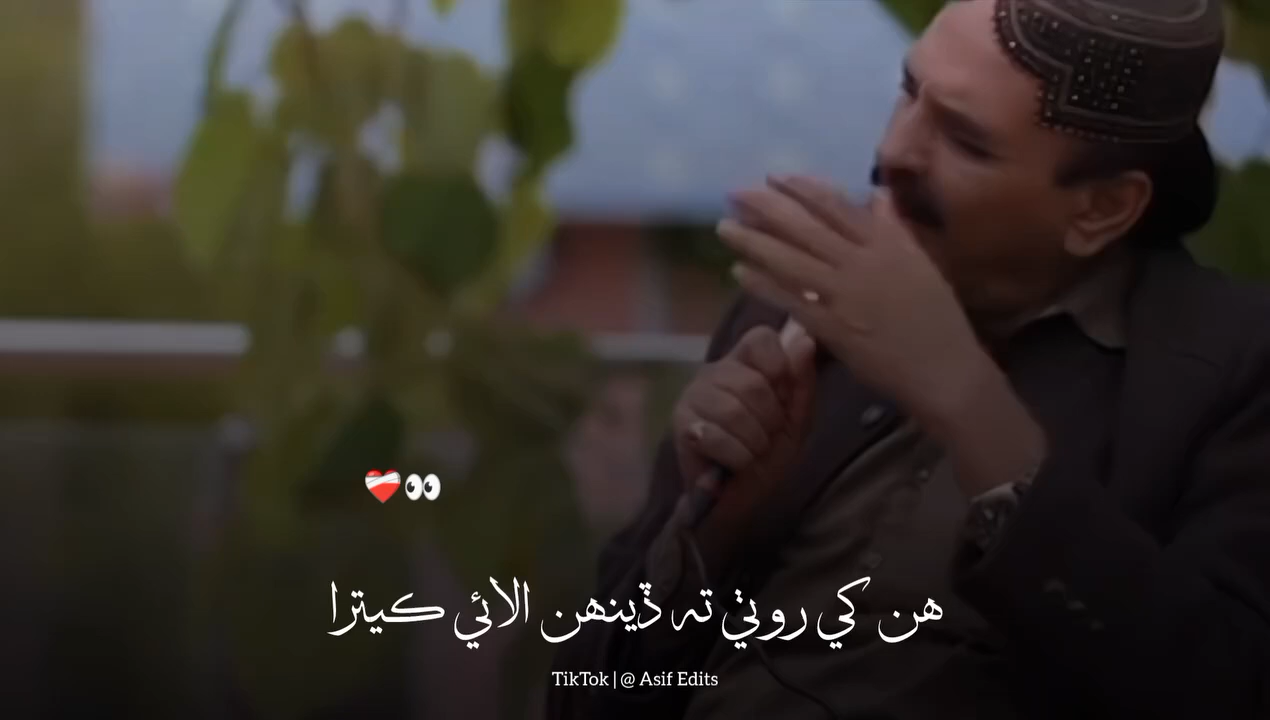 ❤️‍🩹👀
هن کي روئي ته ڏينهن الائي ڪيترا
TikTok | @ Asif Edits